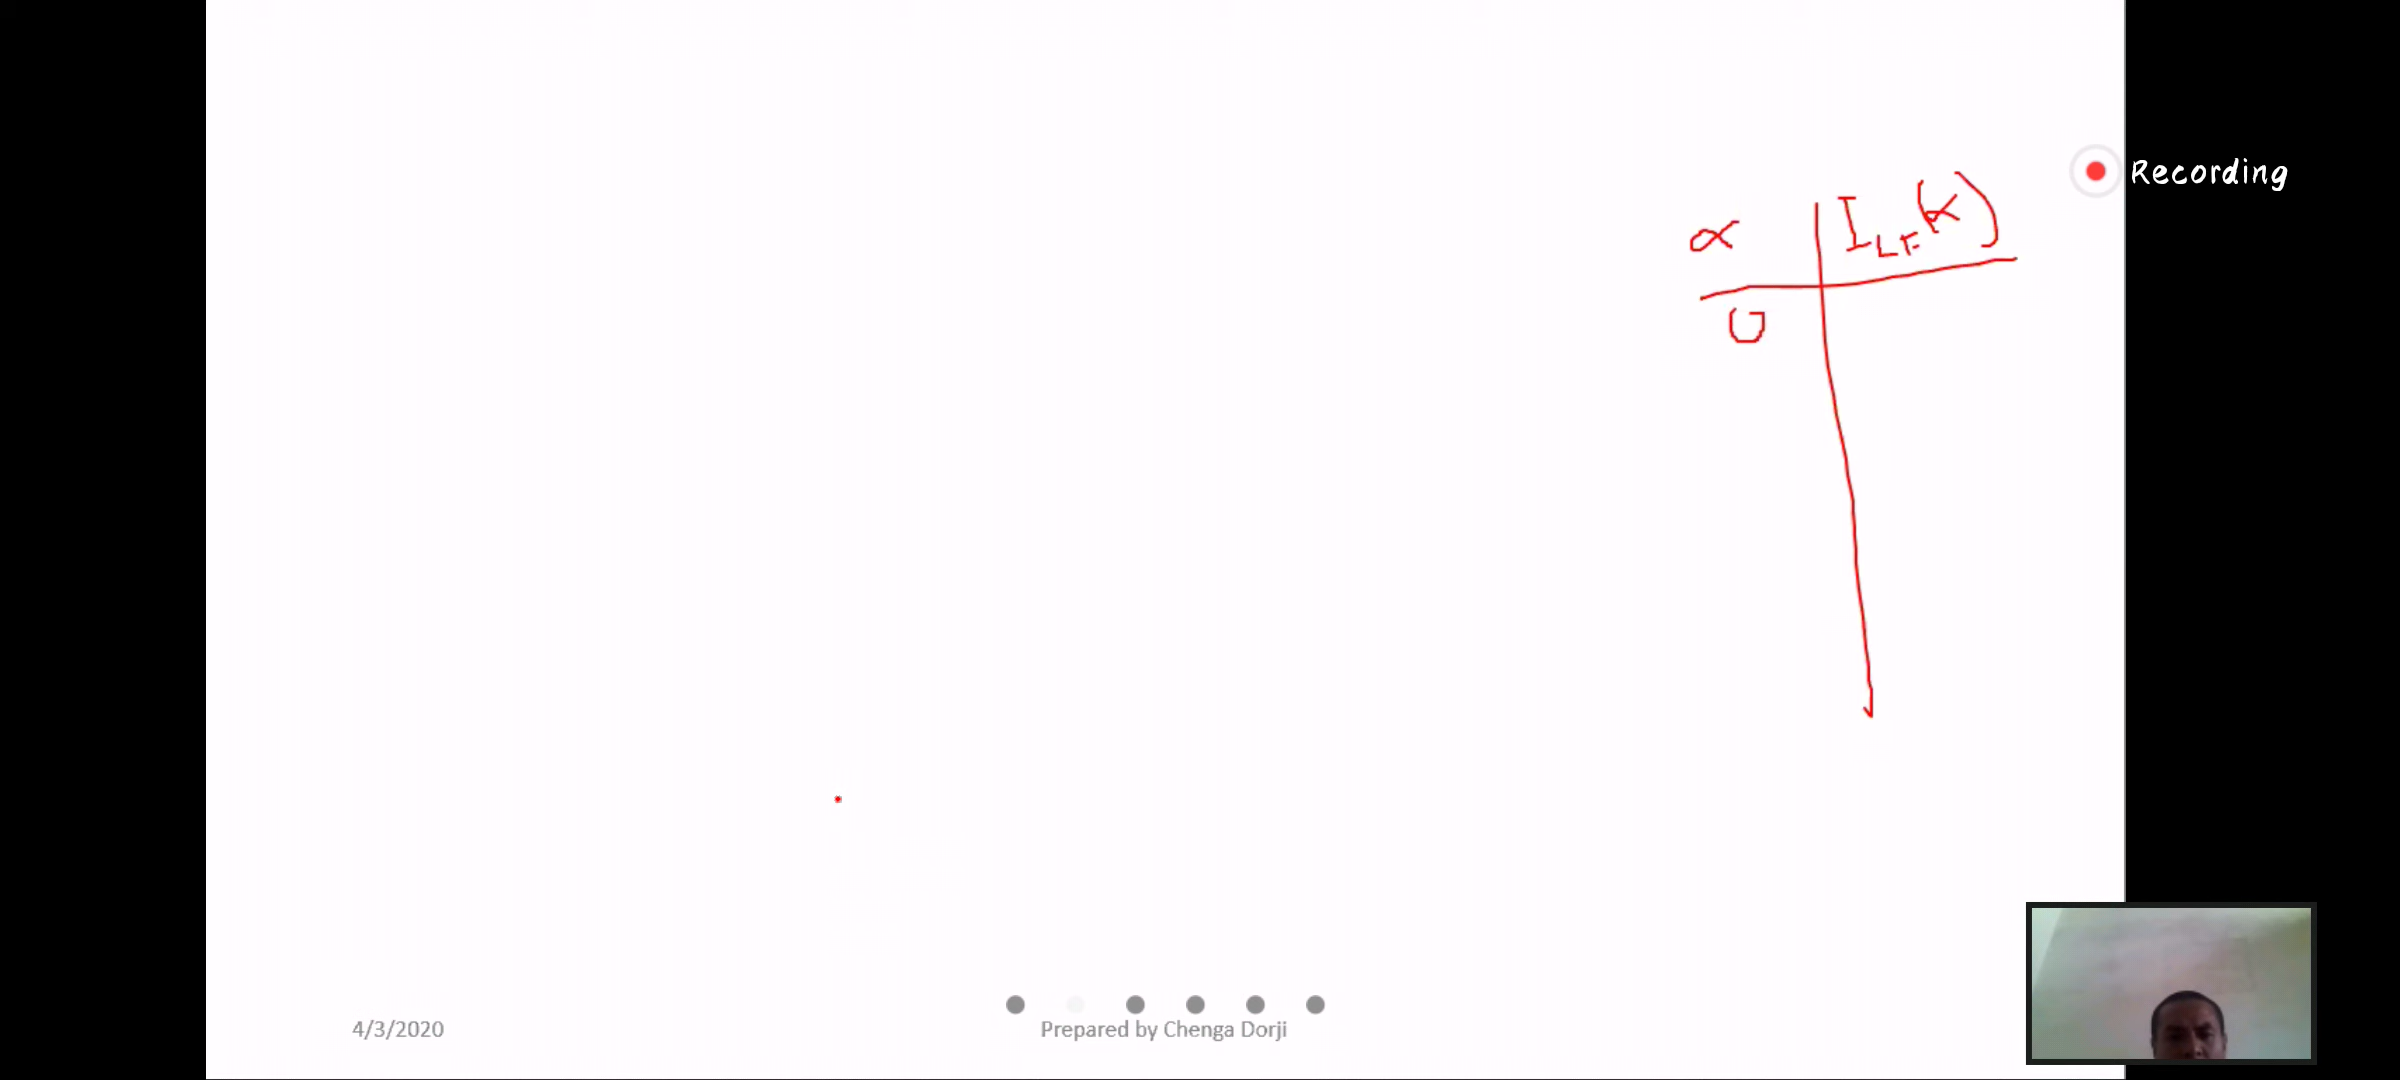 Recording
α I_LF(α)
0
4/3/2020 Prepared by Chenga Dorji